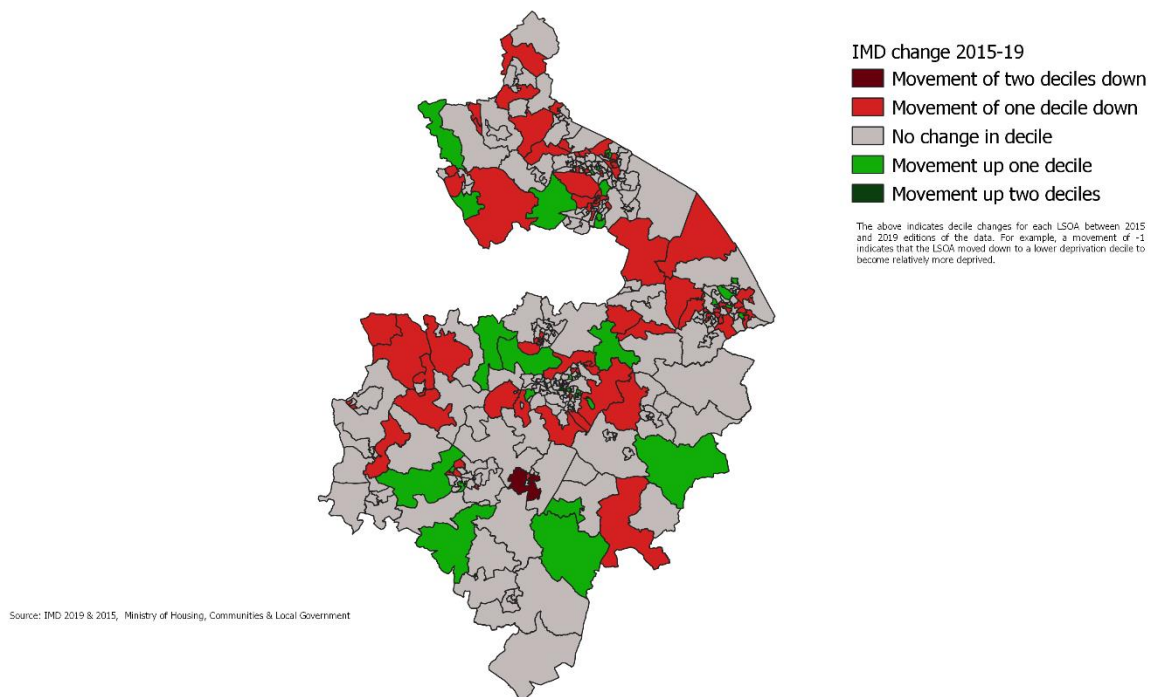 IMD change 2015-19
Movement of two deciles down
Movement of one decile down
No change in decile
Movement up one decile
Movement up two deciles
The above indicates decile changes for each LSOA between 2015
and 2019 editions of the data. For example, a movement of -1
indicates that the LSOA moved down to a lower deprivation decile to
become relatively more deprived.
Source: IMD 2019 & 2015, Ministry of Housing, Communities & Local Government